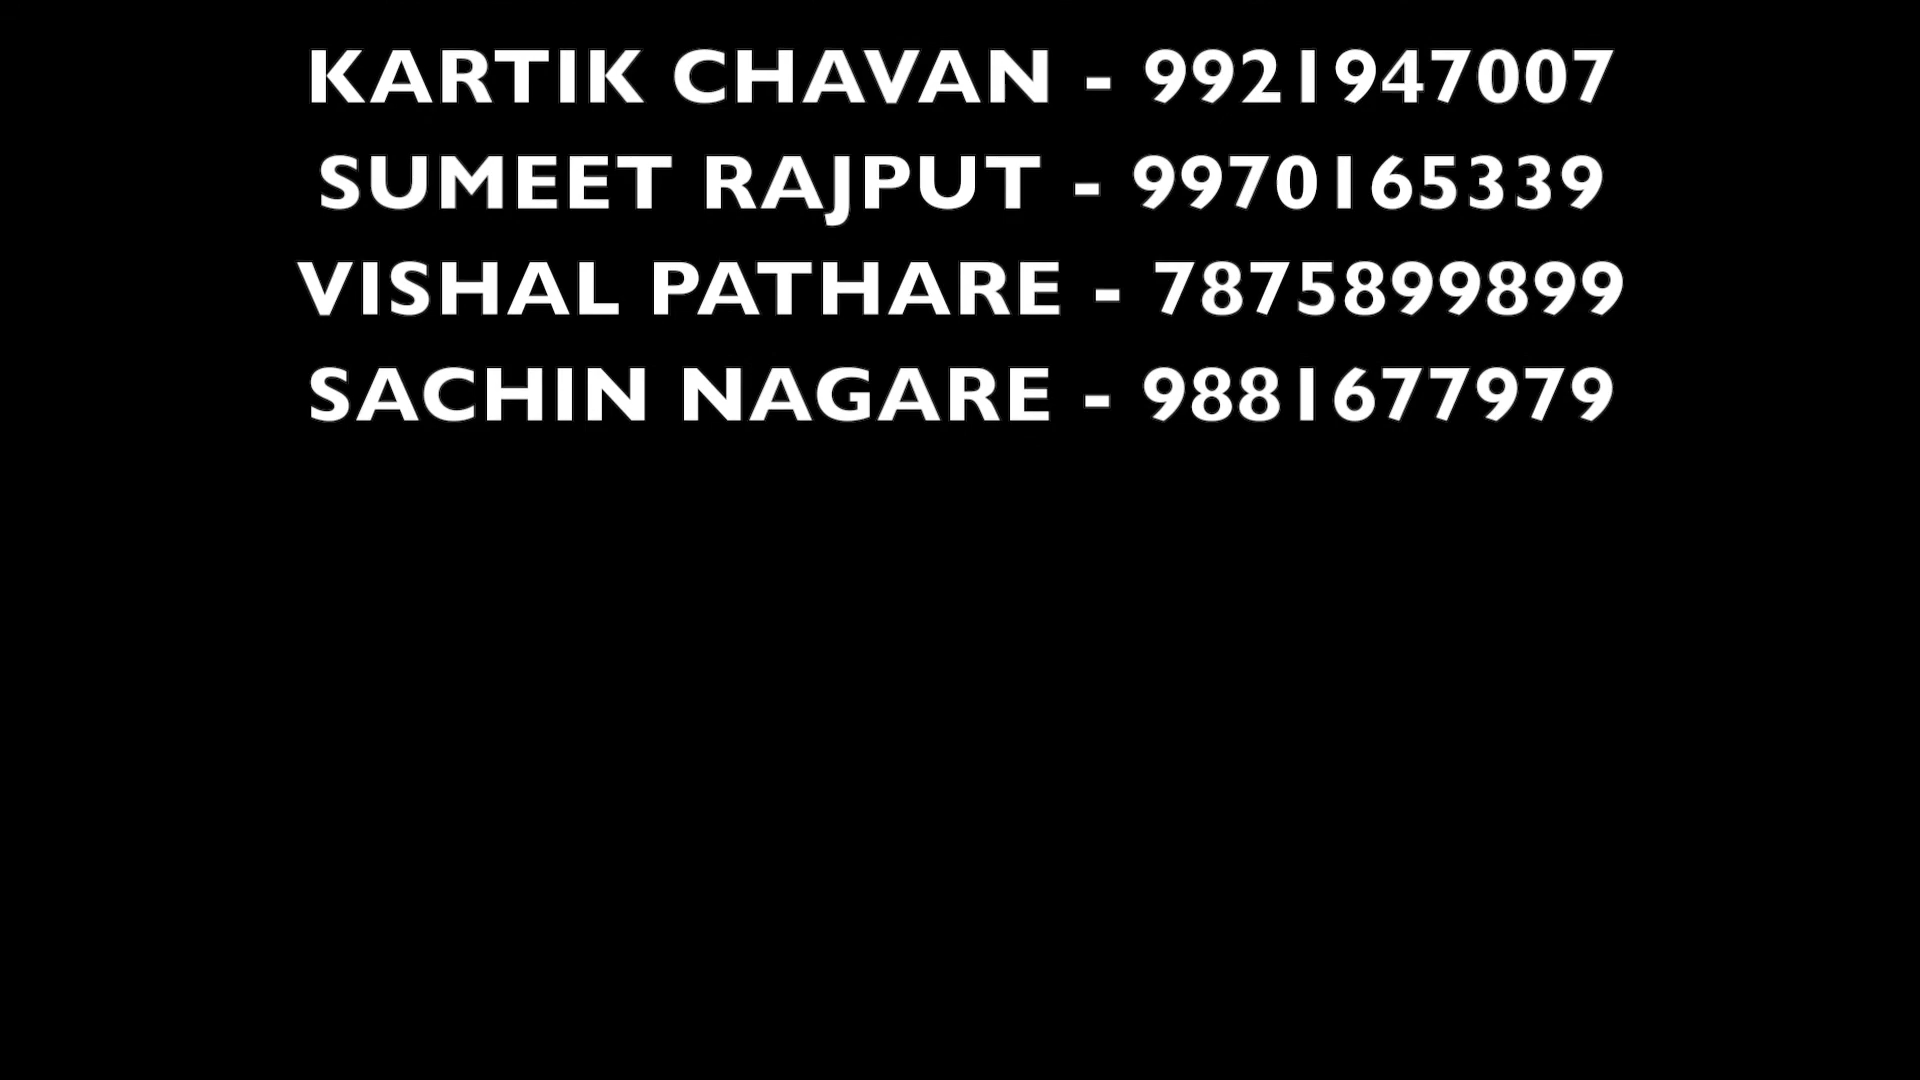 KARTIK CHAVAN - 9921947007
SUMEET RAJPUT - 9970165339
VISHAL PATHARE - 7875899899
SACHIN NAGARE - 9881677979